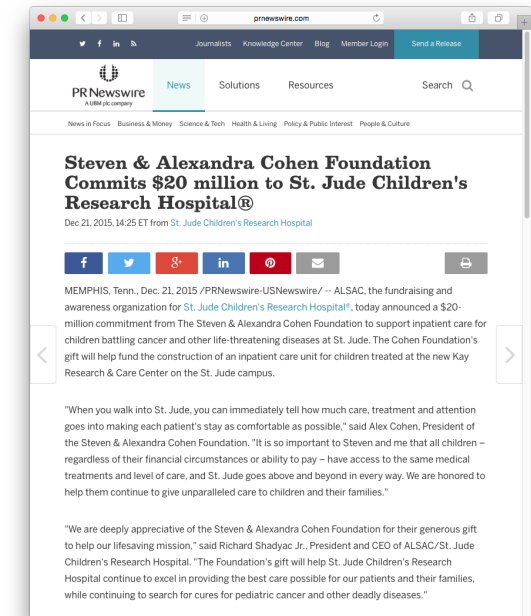 prnewswire.com
Journalists Knowledge Center Blog Member Login Send a Release
PR Newswire
A UBM plc company
News Solutions Resources Search
News in Focus Business & Money Science & Tech Health & Living Policy & Public Interest People & Culture
Steven & Alexandra Cohen Foundation
Commits $20 million to St. Jude Children's
Research Hospital®
Dec 21, 2015, 14:25 ET from St. Jude Children's Research Hospital
MEMPHIS, Tenn., Dec. 21, 2015 /PRNewswire-USNewswire/ -- ALSAC, the fundraising and
awareness organization for St. Jude Children's Research Hospital®, today announced a $20-
million commitment from The Steven & Alexandra Cohen Foundation to support inpatient care for
children battling cancer and other life-threatening diseases at St. Jude. The Cohen Foundation's
gift will help fund the construction of an inpatient care unit for children treated at the new Kay
Research & Care Center on the St. Jude campus.
"When you walk into St. Jude, you can immediately tell how much care, treatment and attention
goes into making each patient's stay as comfortable as possible," said Alex Cohen, President of
the Steven & Alexandra Cohen Foundation. "It is so important to Steven and me that all children –
regardless of their financial circumstances or ability to pay – have access to the same medical
treatments and level of care, and St. Jude goes above and beyond in every way. We are honored to
help them continue to give unparalleled care to children and their families."
"We are deeply appreciative of the Steven & Alexandra Cohen Foundation for their generous gift
to help our lifesaving mission," said Richard Shadyac Jr., President and CEO of ALSAC/St. Jude
Children's Research Hospital. "The Foundation's gift will help St. Jude Children's Research
Hospital continue to excel in providing the best care possible for our patients and their families,
while continuing to search for cures for pediatric cancer and other deadly diseases."